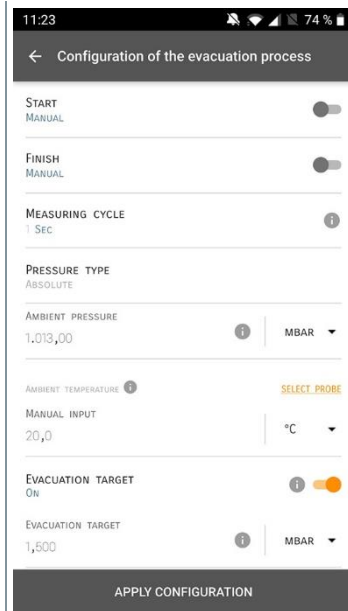 11:23
74 %
← Configuration of the evacuation process
START
MANUAL
FINISH
MANUAL
MEASURING CYCLE
1 SEC
PRESSURE TYPE
ABSOLUTE
AMBIENT PRESSURE
1.013,00 MBAR
AMBIENT TEMPERATURE SELECT PROBE
MANUAL INPUT
20,0 °C
EVACUATION TARGET
ON
EVACUATION TARGET
1,500 MBAR
APPLY CONFIGURATION